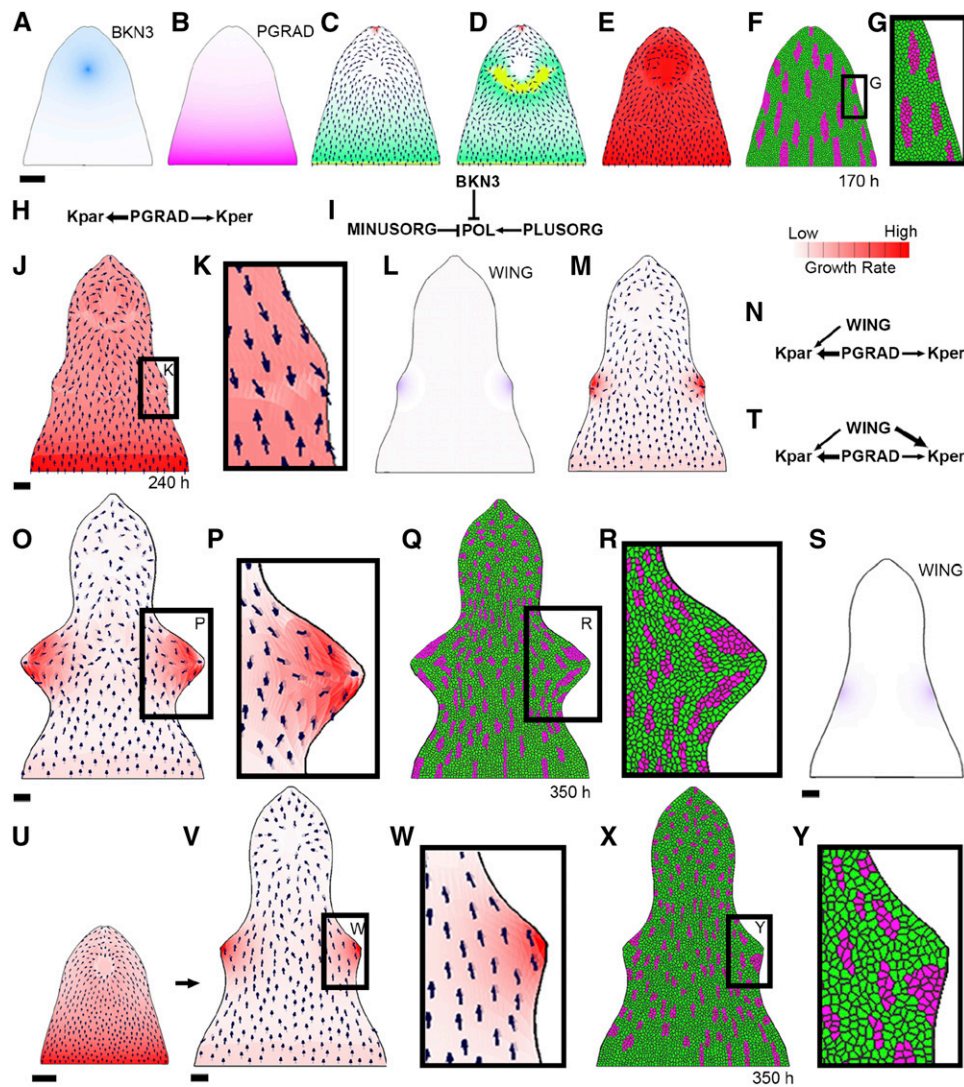 A
BKN3
B
PGRAD
C
D
E
F
G
G
170 h
BKN3
H
Kpar PGRAD Kper
I
MINUSORG POL PLUSORG
Low High
Growth Rate
J
K
K
240 h
L
WING
M
N
WING
Kpar PGRAD Kper
T
WING
Kpar PGRAD Kper
O
P
P
Q
R
350 h
R
S
WING
U
V
W
W
X
Y
350 h
Y